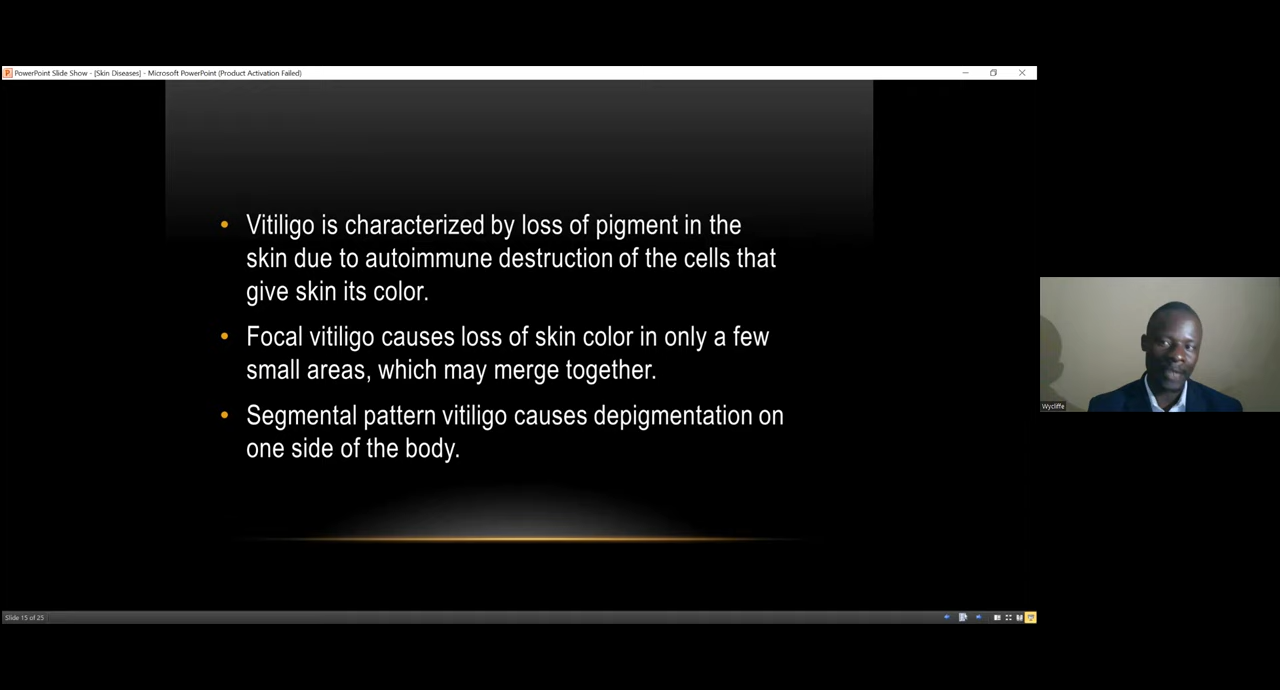 PowerPoint Slide Show - [Skin Diseases] - Microsoft PowerPoint (Product Activation Failed)
• Vitiligo is characterized by loss of pigment in the
skin due to autoimmune destruction of the cells that
give skin its color.
• Focal vitiligo causes loss of skin color in only a few
small areas, which may merge together.
• Segmental pattern vitiligo causes depigmentation on
one side of the body.
Wycliffe
Slide 15 of 25